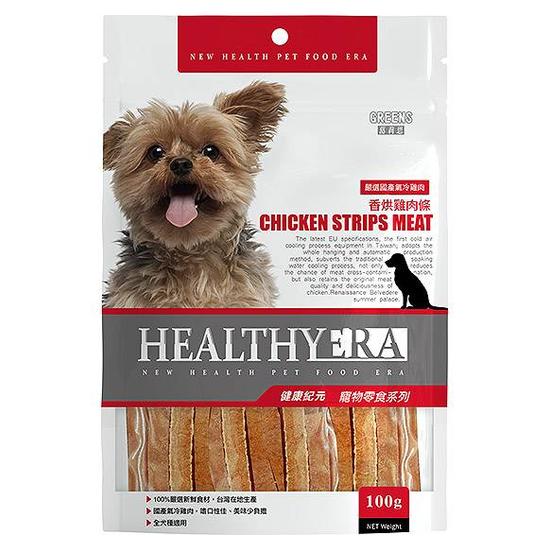 NEW HEALTH PET FOOD ERA
GREENS
葛莉思
嚴選國產氣冷雞肉
香烘雞肉條
CHICKEN STRIPS MEAT
The latest EU specifications, the first cold air
cooling process equipment in Taiwan, adopts the
whole hanging and automatic production
method, subverts the traditional soaking
water cooling process, not only reduces
the chance of meat cross-contam- ination,
but also retains the original meat
quality and deliciousness of
chicken.Renaissance Belvedere
summer palace.
HEALTHYERA
NEW HEALTH PET FOOD ERA
健康紀元 寵物零食系列
•100%嚴選新鮮食材，台灣在地生產
•國產氣冷雞肉，嗜口性佳、美味少負擔
•全犬種適用
100g
NET Weight